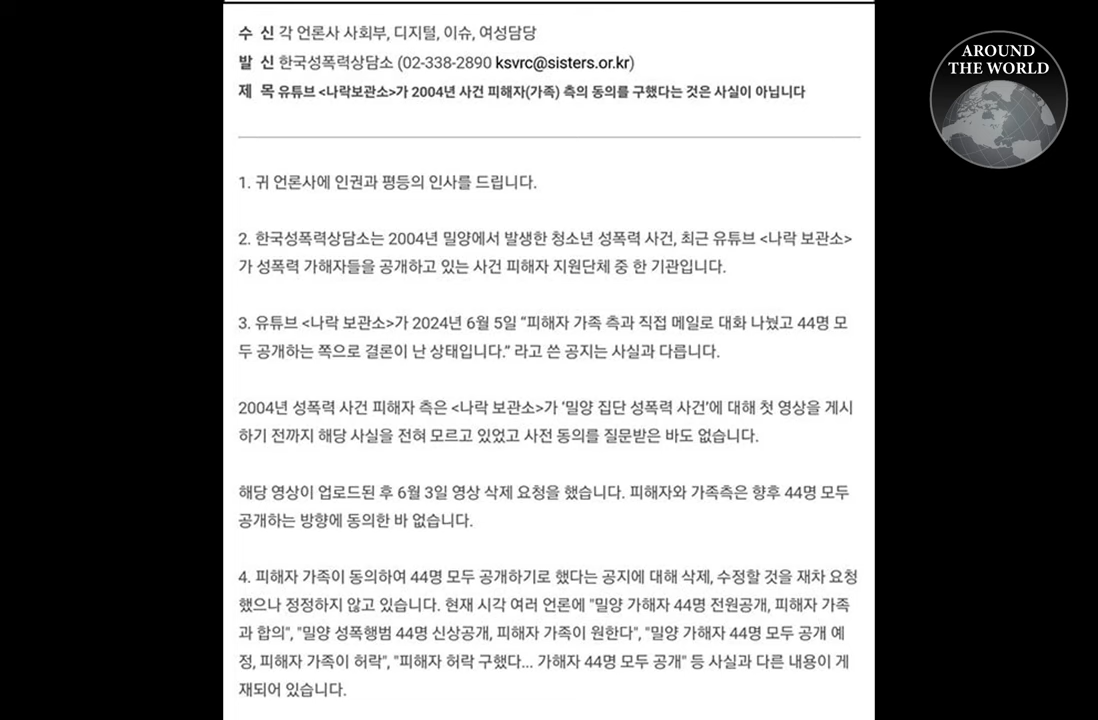 수 신 각 언론사 사회부, 디지털, 이슈, 여성담당
발 신 한국성폭력상담소 (02-338-2890 ksvrc@sisters.or.kr)
제 목 유튜브 <나락보관소>가 2004년 사건 피해자(가족) 측의 동의를 구했다는 것은 사실이 아닙니다
AROUND
THE WORLD
1. 귀 언론사에 인권과 평등의 인사를 드립니다.
2. 한국성폭력상담소는 2004년 밀양에서 발생한 청소년 성폭력 사건, 최근 유튜브 <나락 보관소>
가 성폭력 가해자들을 공개하고 있는 사건 피해자 지원단체 중 한 기관입니다.
3. 유튜브 <나락 보관소>가 2024년 6월 5일 “피해자 가족 측과 직접 메일로 대화 나눴고 44명 모
두 공개하는 쪽으로 결론이 난 상태입니다.” 라고 쓴 공지는 사실과 다릅니다.
2004년 성폭력 사건 피해자 측은 <나락 보관소>가 ‘밀양 집단 성폭력 사건’에 대해 첫 영상을 게시
하기 전까지 해당 사실을 전혀 모르고 있었고 사전 동의를 질문받은 바도 없습니다.
해당 영상이 업로드된 후 6월 3일 영상 삭제 요청을 했습니다. 피해자와 가족측은 향후 44명 모두
공개하는 방향에 동의한 바 없습니다.
4. 피해자 가족이 동의하여 44명 모두 공개하기로 했다는 공지에 대해 삭제, 수정할 것을 재차 요청
했으나 정정하지 않고 있습니다. 현재 시각 여러 언론에 "밀양 가해자 44명 전원공개, 피해자 가족
과 합의", "밀양 성폭행범 44명 신상공개, 피해자 가족이 원한다", "밀양 가해자 44명 모두 공개 예
정, 피해자 가족이 허락", "피해자 허락 구했다... 가해자 44명 모두 공개" 등 사실과 다른 내용이 게
재되어 있습니다.